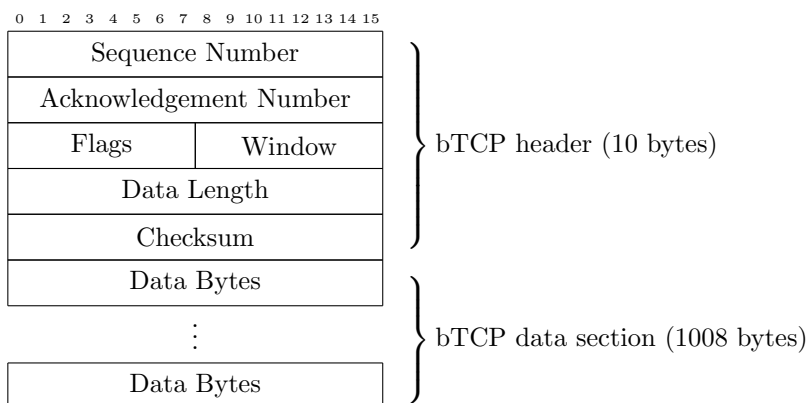 0 1 2 3 4 5 6 7 8 9 10 11 12 13 14 15
Sequence Number
Acknowledgement Number
Flags Window
bTCP header (10 bytes)
Data Length
Checksum
Data Bytes
⋮
bTCP data section (1008 bytes)
Data Bytes